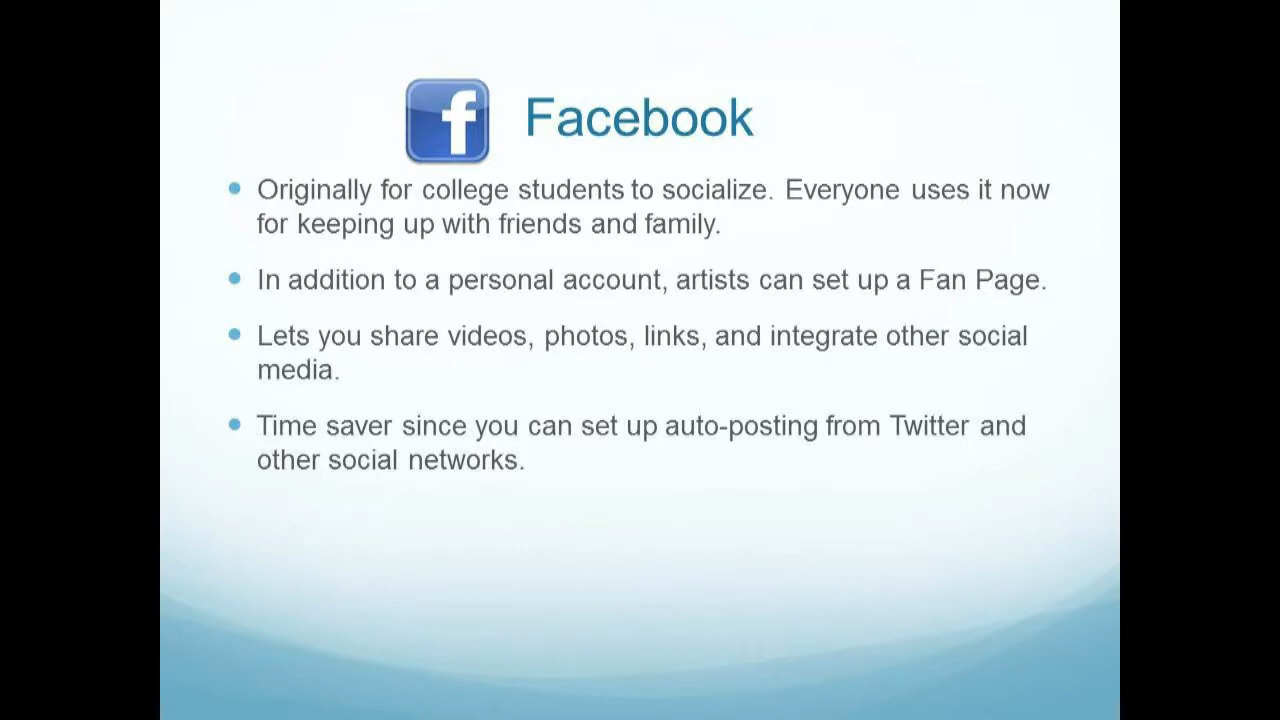 f Facebook
Originally for college students to socialize. Everyone uses it now
for keeping up with friends and family.
In addition to a personal account, artists can set up a Fan Page.
Lets you share videos, photos, links, and integrate other social
media.
Time saver since you can set up auto-posting from Twitter and
other social networks.